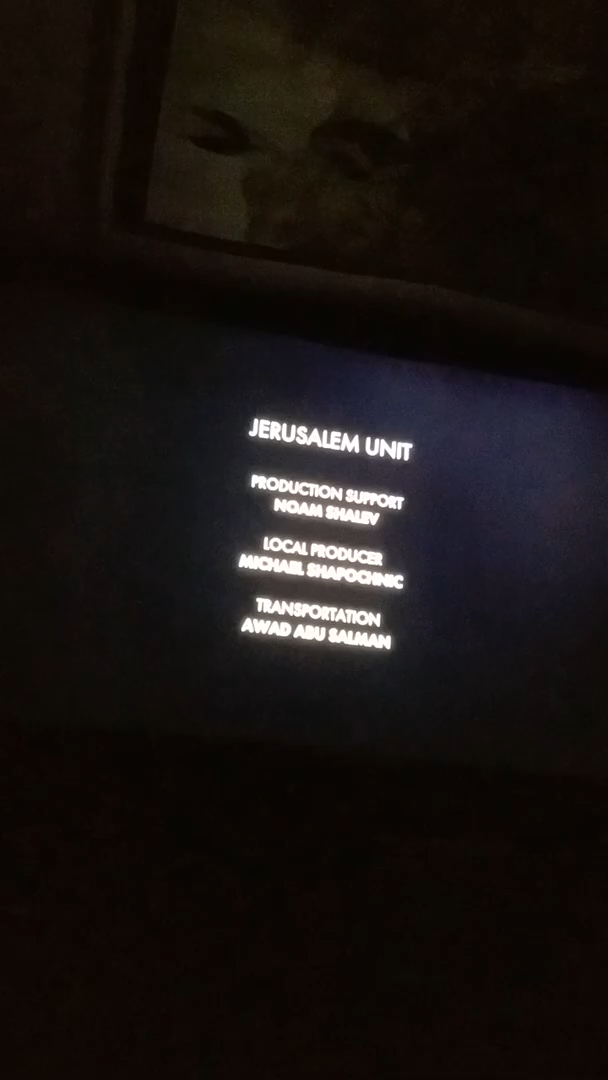 JERUSALEM UNIT
PRODUCTION SUPPORT
NOAM SHALEV
LOCAL PRODUCER
MICHAEL SHAPOCHNIC
TRANSPORTATION
AWAD ABU SALMAN